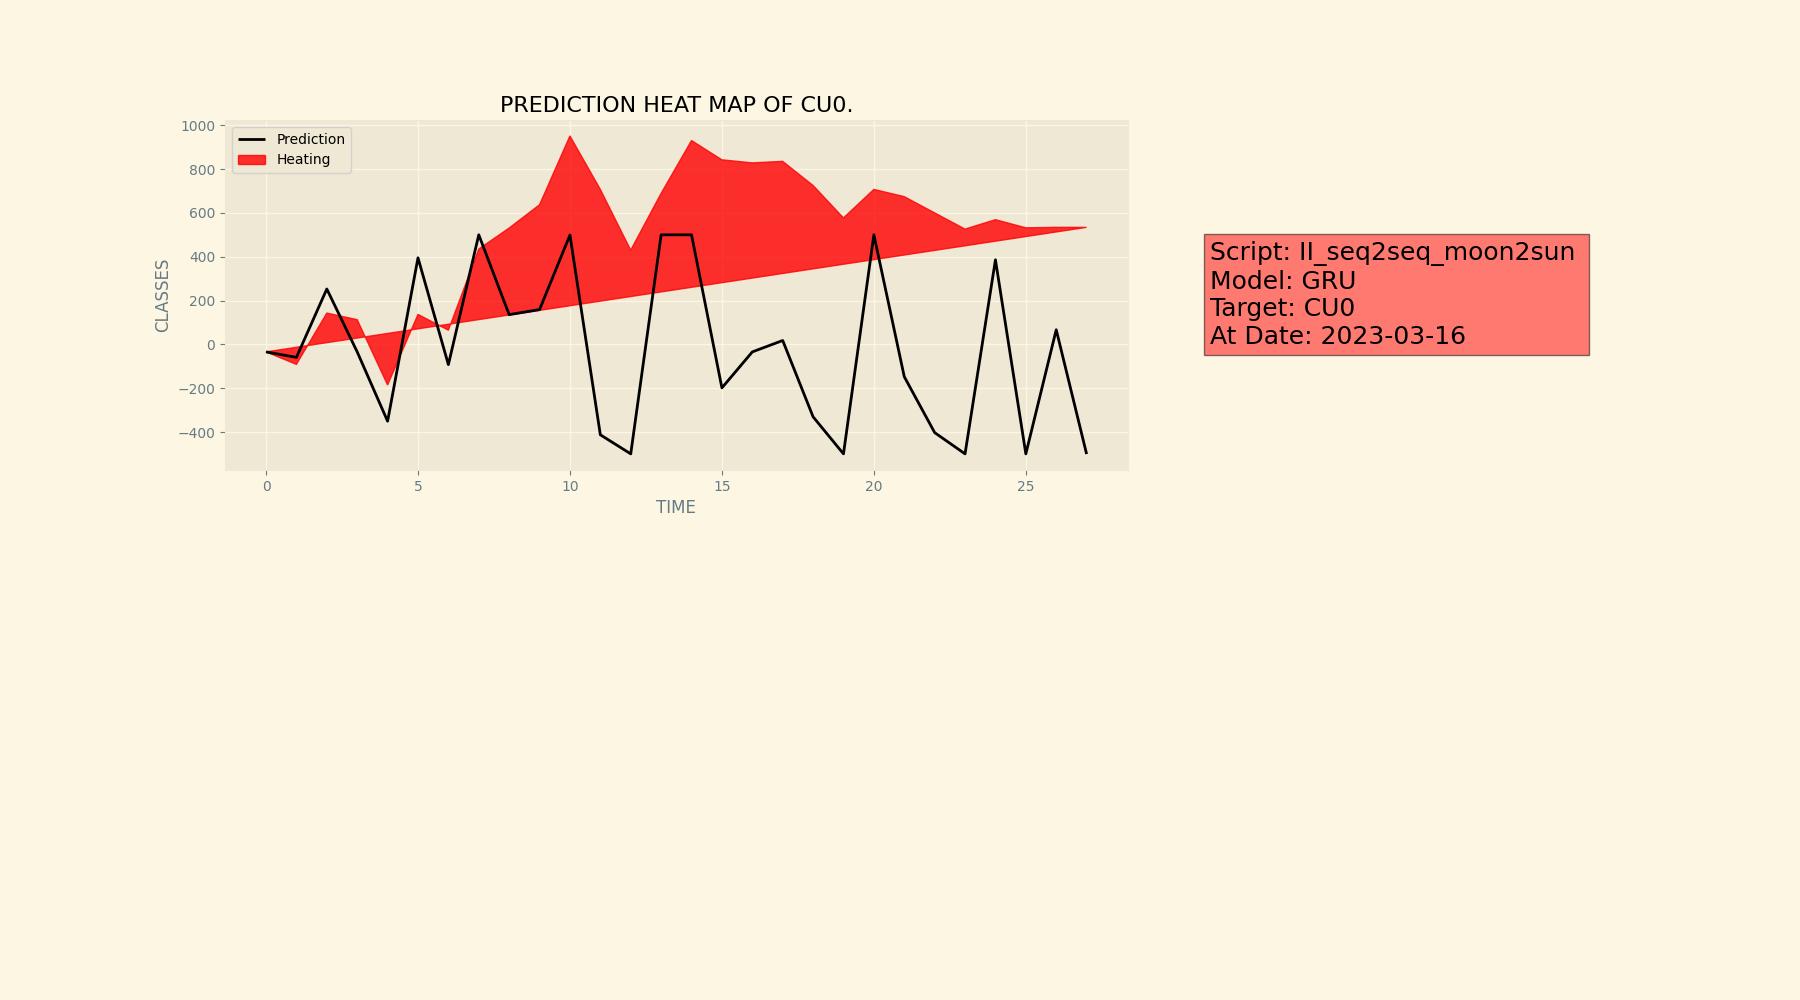 PREDICTION HEAT MAP OF CU0.
Prediction
Heating
1000
800
600
400
200
0
−200
−400
CLASSES
0 5 10 15 20 25
TIME
Script: II_seq2seq_moon2sun
Model: GRU
Target: CU0
At Date: 2023-03-16